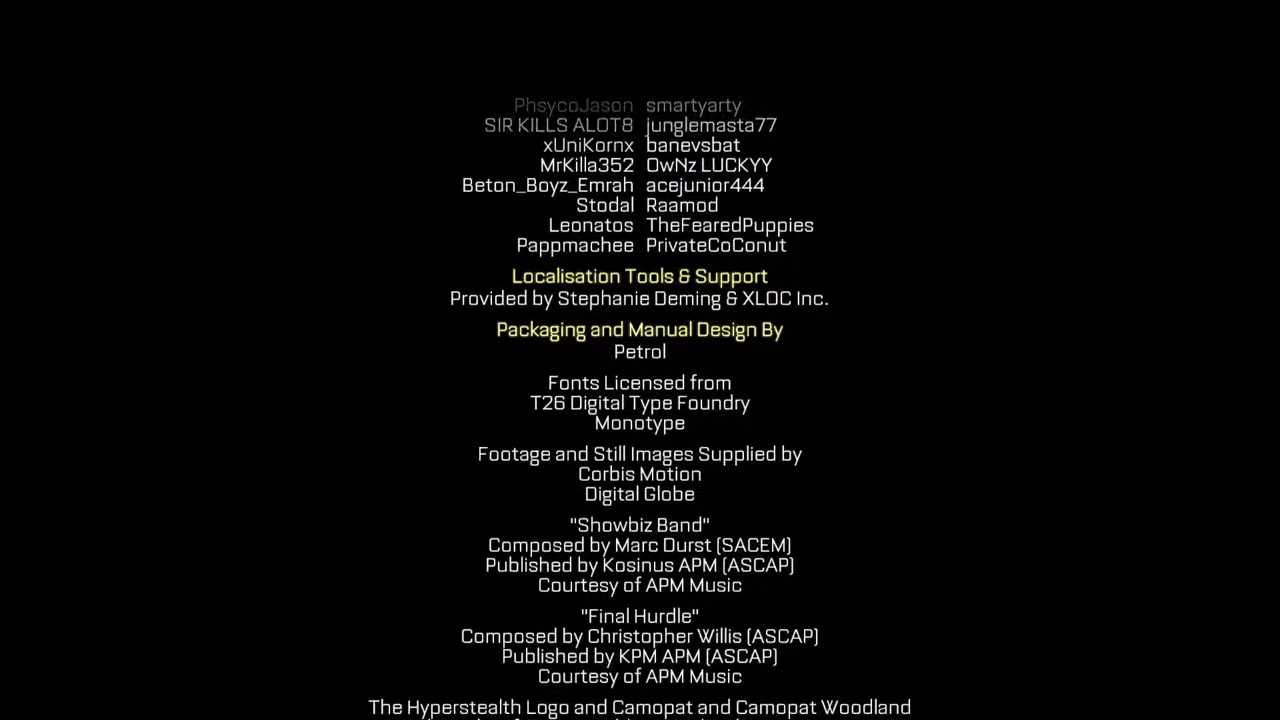 PhsycoJason smartyarty
SIR KILLS ALOT8 junglemasta77
xUniKornx banevsbat
MrKilla352 OwNz LUCKYY
Beton_Boyz_Emrah acejunior444
Stodal Raamod
Leonatos TheFearedPuppies
Pappmachee PrivateCoConut
Localisation Tools & Support
Provided by Stephanie Deming & XLOC Inc.
Packaging and Manual Design By
Petrol
Fonts Licensed from
T26 Digital Type Foundry
Monotype
Footage and Still Images Supplied by
Corbis Motion
Digital Globe
"Showbiz Band"
Composed by Marc Durst (SACEM)
Published by Kosinus APM (ASCAP)
Courtesy of APM Music
"Final Hurdle"
Composed by Christopher Willis (ASCAP)
Published by KPM APM (ASCAP)
Courtesy of APM Music
The Hyperstealth Logo and Camopat and Camopat Woodland